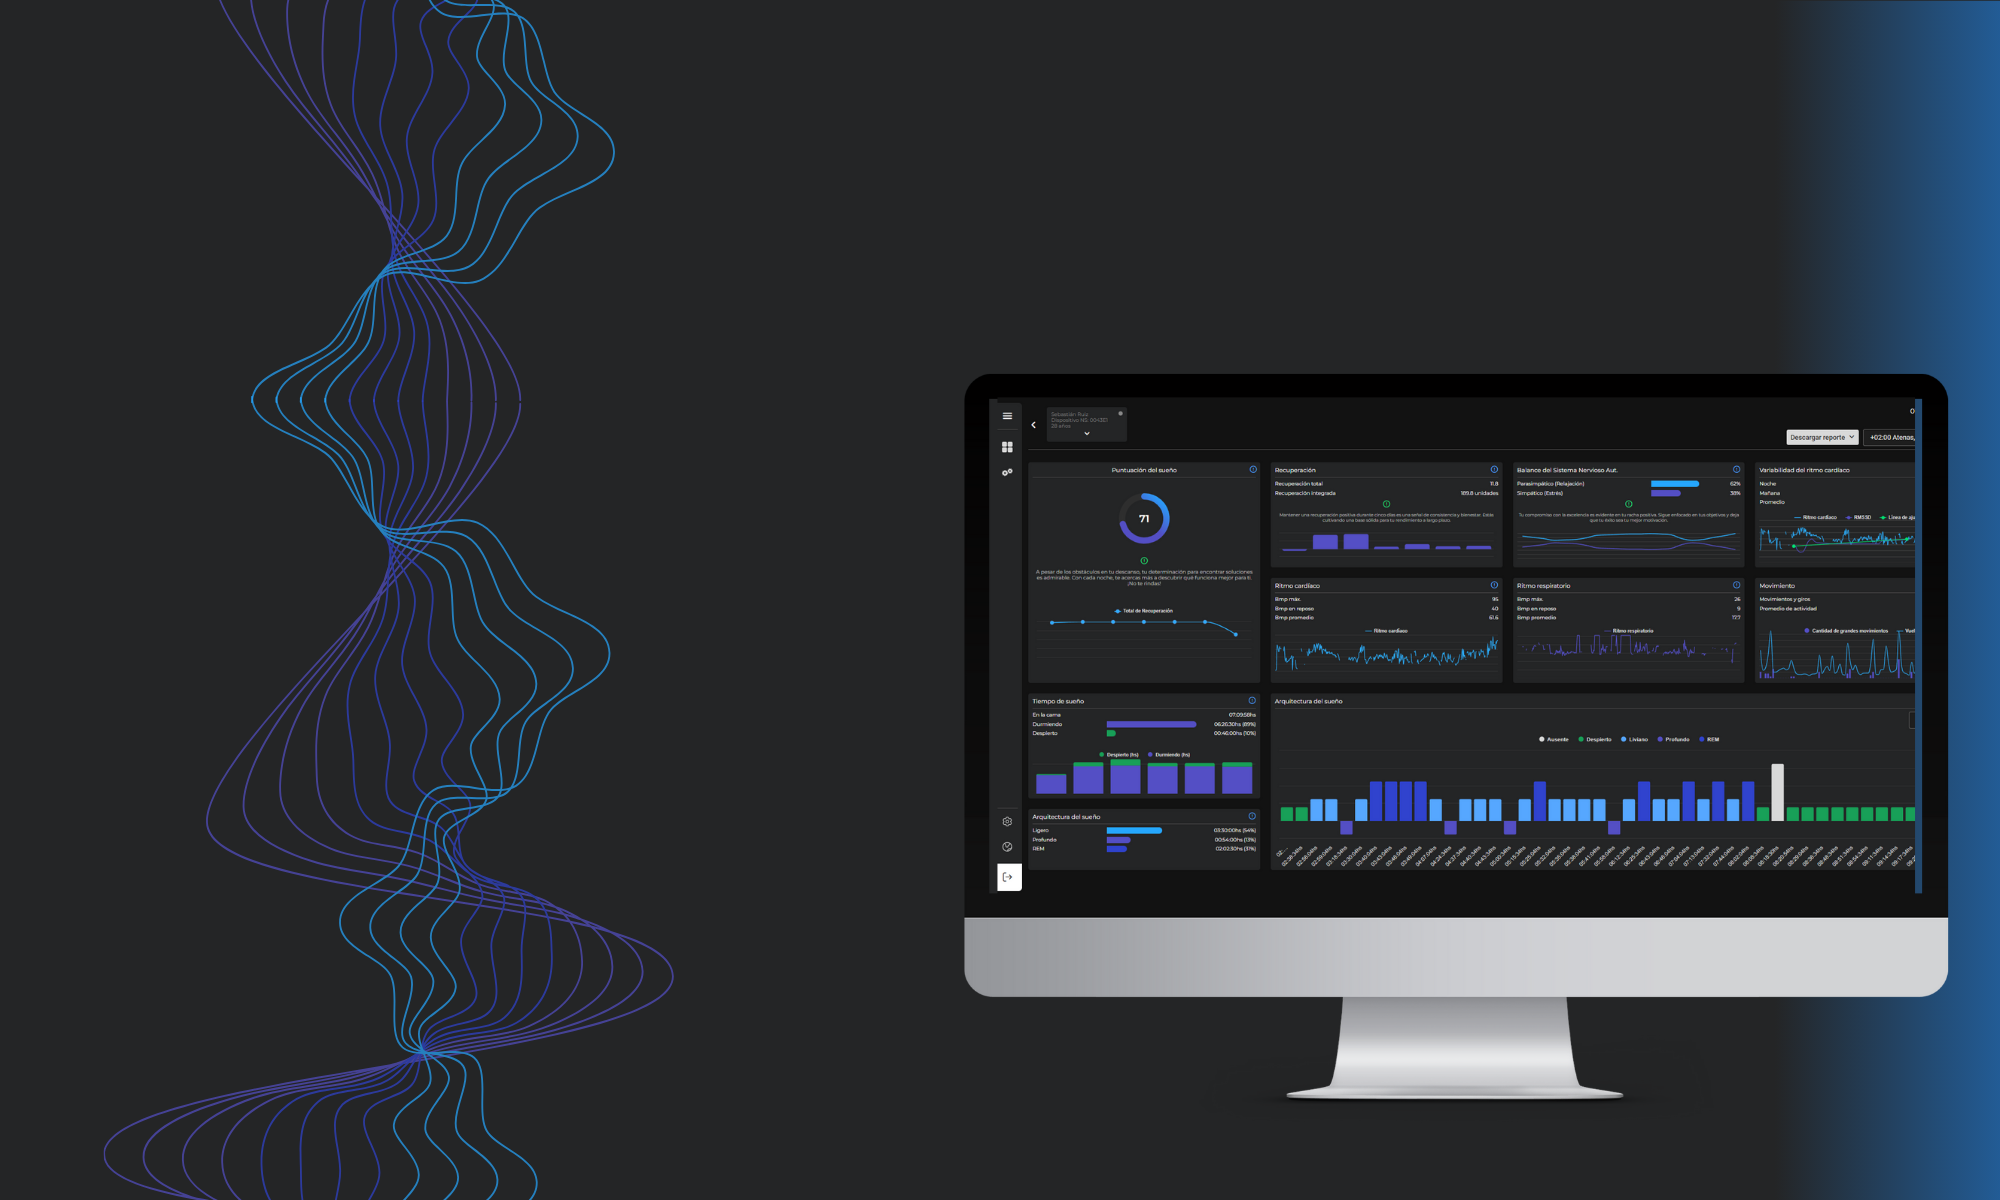 Sebastián Ruiz
Dispositivo NS: 004321
28 años
Descargar reporte
+02:00 Atenas,
Puntuación del sueño
71
A pesar de los obstáculos en tu descanso, tu determinación para encontrar soluciones
es admirable. Con cada noche, te acercas más a descubrir qué funciona mejor para ti.
¡No te rindas!
Total de Recuperación
Recuperación
Recuperación total 11.8
Recuperación integrada 189.8 unidades
Mantener una recuperación positiva durante cinco días es una señal de consistencia y bienestar. Estás
cultivando una base sólida para tu rendimiento a largo plazo.
Balance del Sistema Nervioso Aut.
Parasimpático (Relajación) 62%
Simpático (Estrés) 38%
Tu compromiso con la excelencia es evidente en tu racha positiva. Sigue enfocado en tus objetivos y deja
que tu éxito sea tu mejor motivación.
Variabilidad del ritmo cardíaco
Noche
Mañana
Promedio
Ritmo cardíaco RMSSD Línea de aju
Ritmo cardíaco
Bmp máx. 95
Bmp en reposo 40
Bmp promedio 61.6
Ritmo cardíaco
Ritmo respiratorio
Bmp máx. 26
Bmp en reposo 9
Bmp promedio 17.7
Ritmo respiratorio
Movimiento
Movimientos y giros
Promedio de actividad
Cantidad de grandes movimientos Vuel
Tiempo de sueño
En la cama 07:09:58hs
Durmiendo 06:26:30hs (89%)
Despierto 00:46:00hs (10%)
Despierto (hs) Durmiendo (hs)
Arquitectura del sueño
Ligero 03:30:00hs (54%)
Profundo 00:54:00hs (13%)
REM 02:02:30hs (31%)
Arquitectura del sueño
Ausente Despierto Liviano Profundo REM